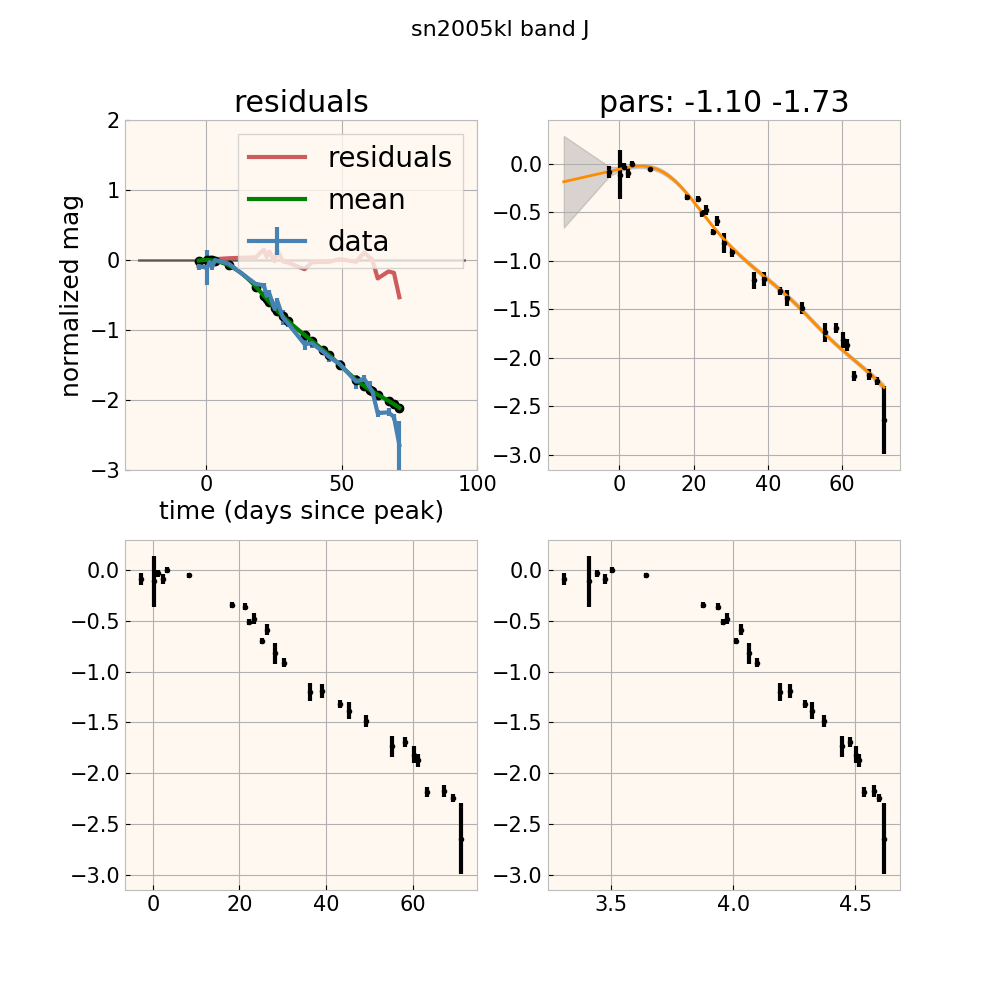 sn2005kl band J
residuals
pars: -1.10 -1.73
normalized mag
2
1
0
−1
−2
−3
residuals
mean
data
0 50 100
time (days since peak)
0.0
−0.5
−1.0
−1.5
−2.0
−2.5
−3.0
0 20 40 60
0.0
−0.5
−1.0
−1.5
−2.0
−2.5
−3.0
0 20 40 60
0.0
−0.5
−1.0
−1.5
−2.0
−2.5
−3.0
3.5 4.0 4.5